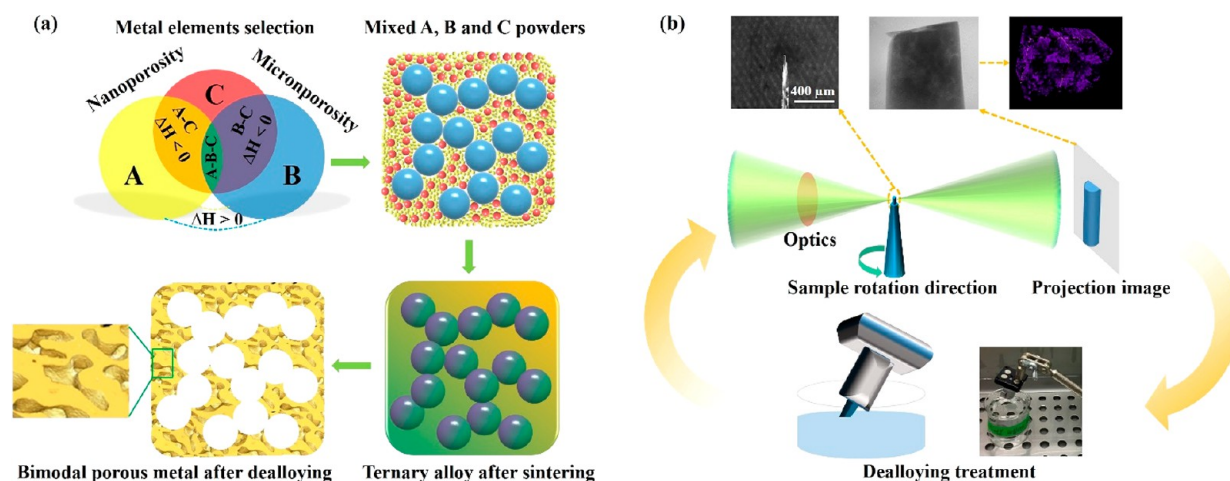 (a)
Metal elements selection
Mixed A, B and C powders
Nanoporosity
Micronporosity
C
A-C
ΔH < 0
B-C
ΔH < 0
A-B-C
A
B
ΔH > 0
Bimodal porous metal after dealloying
Ternary alloy after sintering
(b)
400 μm
Optics
Sample rotation direction
Projection image
Dealloying treatment